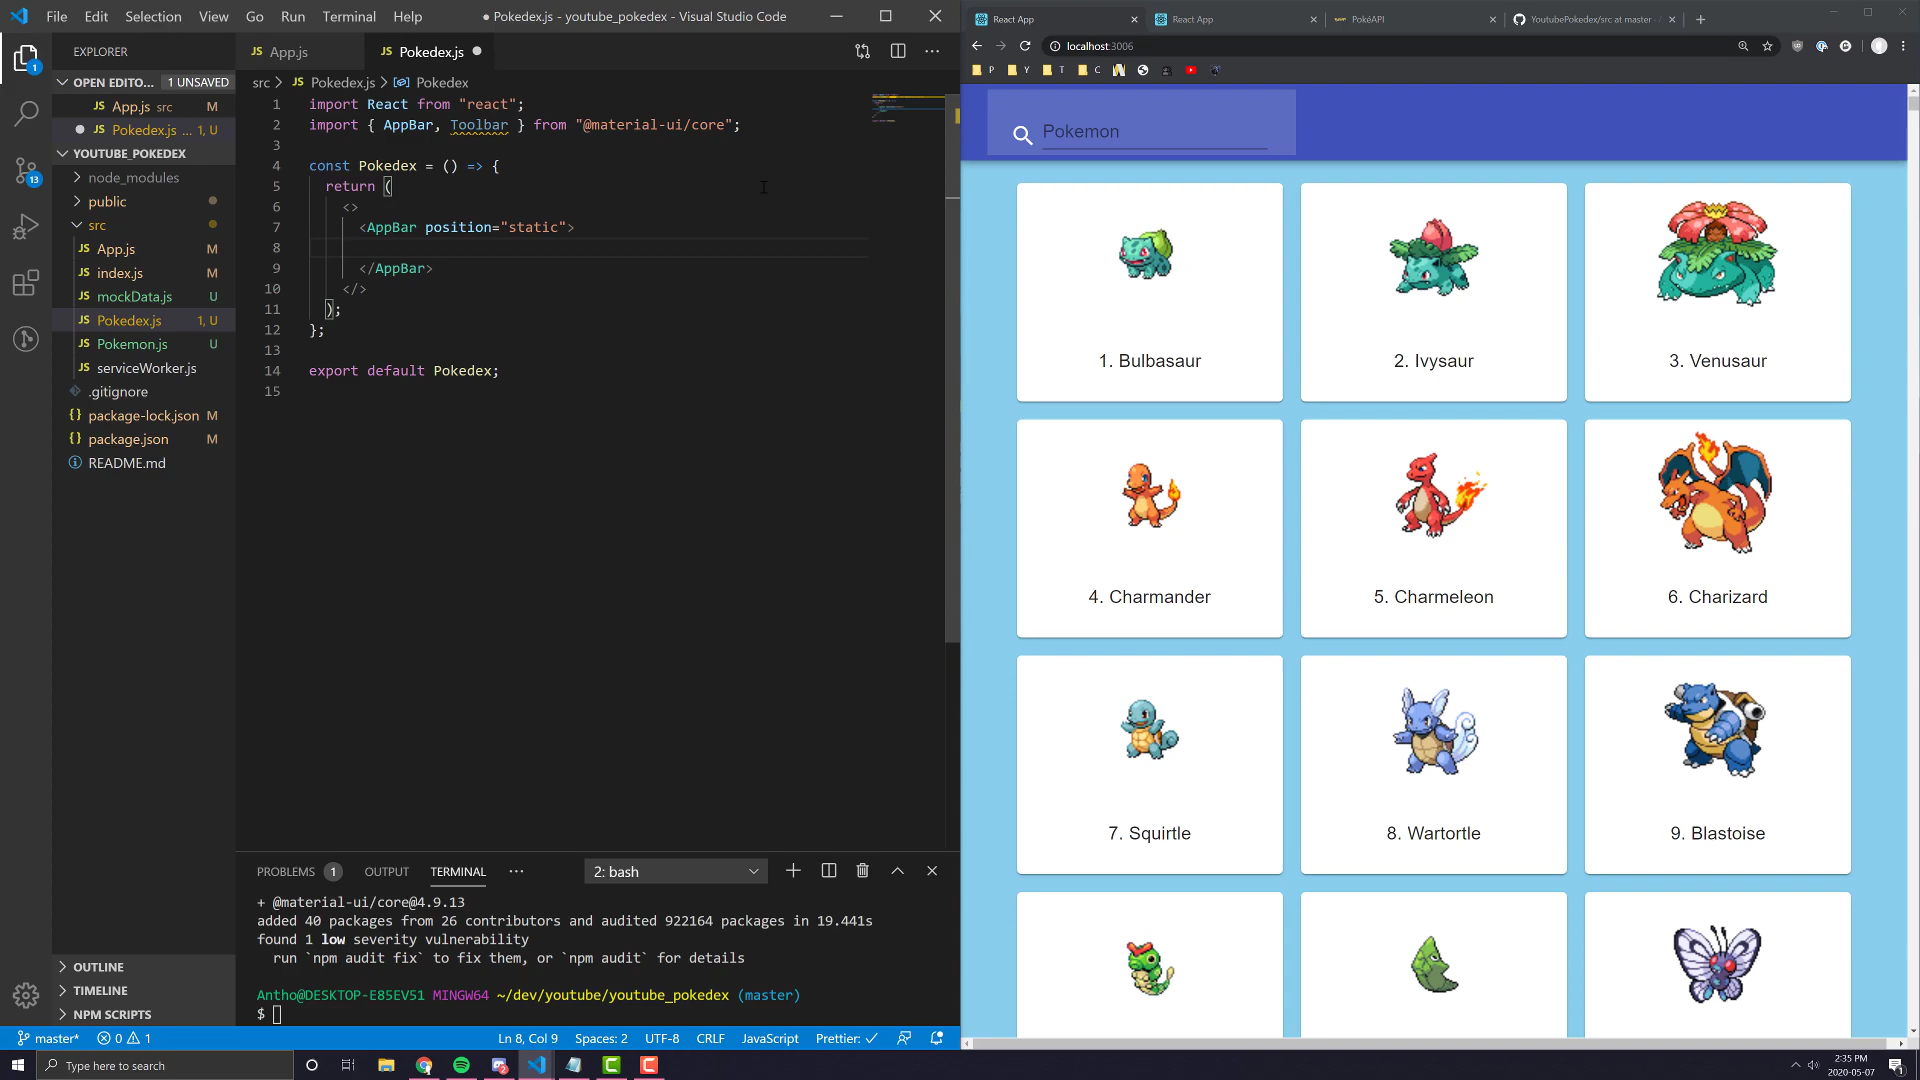 File Edit Selection View Go Run Terminal Help
● Pokedex.js - youtube_pokedex - Visual Studio Code
EXPLORER
OPEN EDITO... 1 UNSAVED
App.js src M
Pokedex.js ... 1, U
YOUTUBE_POKEDEX
node_modules
public
src
JS App.js M
JS index.js M
JS mockData.js U
JS Pokedex.js 1, U
JS Pokemon.js U
JS serviceWorker.js
.gitignore
{} package-lock.json M
{} package.json M
README.md
OUTLINE
TIMELINE
NPM SCRIPTS
JS App.js
JS Pokedex.js
src > JS Pokedex.js > Pokedex
1 import React from "react";
2 import { AppBar, Toolbar } from "@material-ui/core";
3
4 const Pokedex = () => {
5 return (
6 <>
7 <AppBar position="static">
8
9 </AppBar>
10 </>
11 );
12 };
13
14 export default Pokedex;
15
PROBLEMS 1 OUTPUT TERMINAL ... 2: bash
+ @material-ui/core@4.9.13
added 40 packages from 26 contributors and audited 922164 packages in 19.441s
found 1 low severity vulnerability
run `npm audit fix` to fix them, or `npm audit` for details
Antho@DESKTOP-E85EV51 MINGW64 ~/dev/youtube/youtube_pokedex (master)
$
master* 0 1 Ln 8, Col 9 Spaces: 2 UTF-8 CRLF JavaScript Prettier: ✓
React App
React App
PokéAPI
YoutubePokedex/src at master ·
localhost:3006
P Y T C
Pokemon
1. Bulbasaur
2. Ivysaur
3. Venusaur
4. Charmander
5. Charmeleon
6. Charizard
7. Squirtle
8. Wartortle
9. Blastoise
Type here to search
2:35 PM
2020-05-07